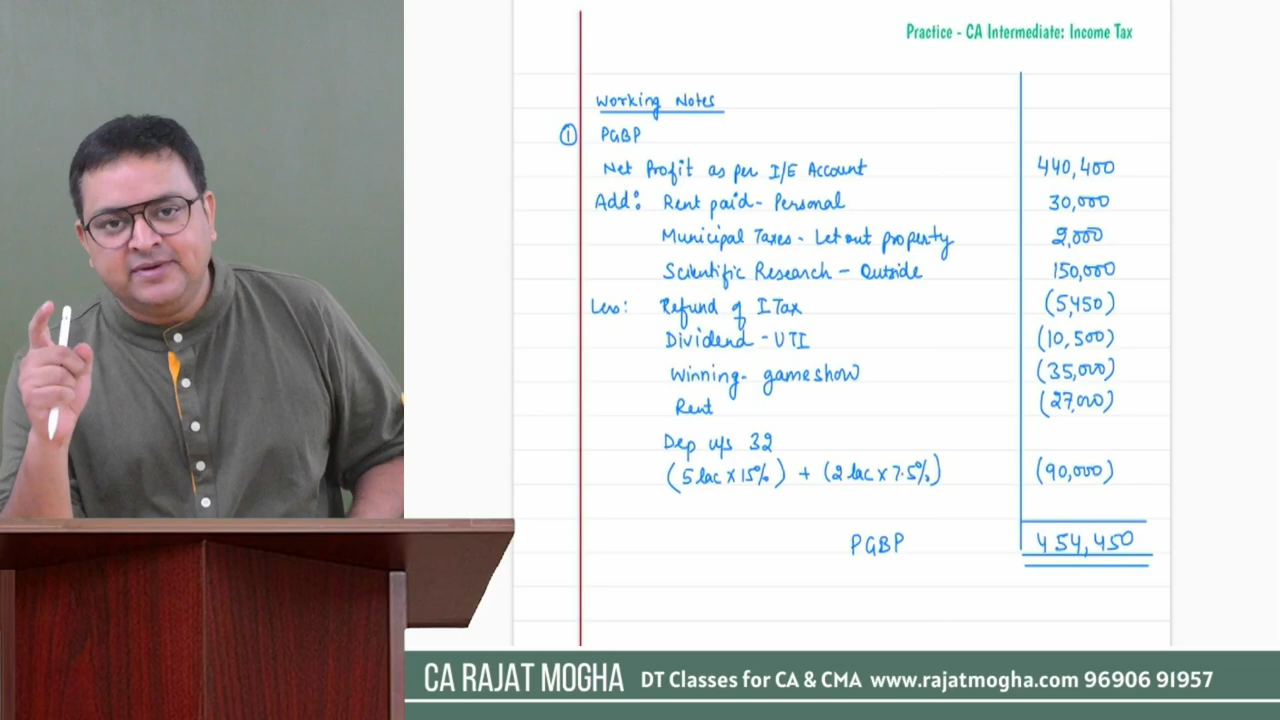 Practice - CA Intermediate: Income Tax
Working Notes
① PGBP
Net Profit as per I/E Account 440,400
Add: Rent paid - Personal 30,000
Municipal Taxes - Let out property 2,000
Scientific Research - Outside 150,000
Less: Refund of I Tax (5,450)
Dividend - UTI (10,500)
Winning - gameshow (35,000)
Rent (27,000)
Dep u/s 32
(5 lac x 15%) + (2 lac x 7.5%) (90,000)
PGBP 454,450
CA RAJAT MOGHA DT Classes for CA & CMA www.rajatmogha.com 96906 91957